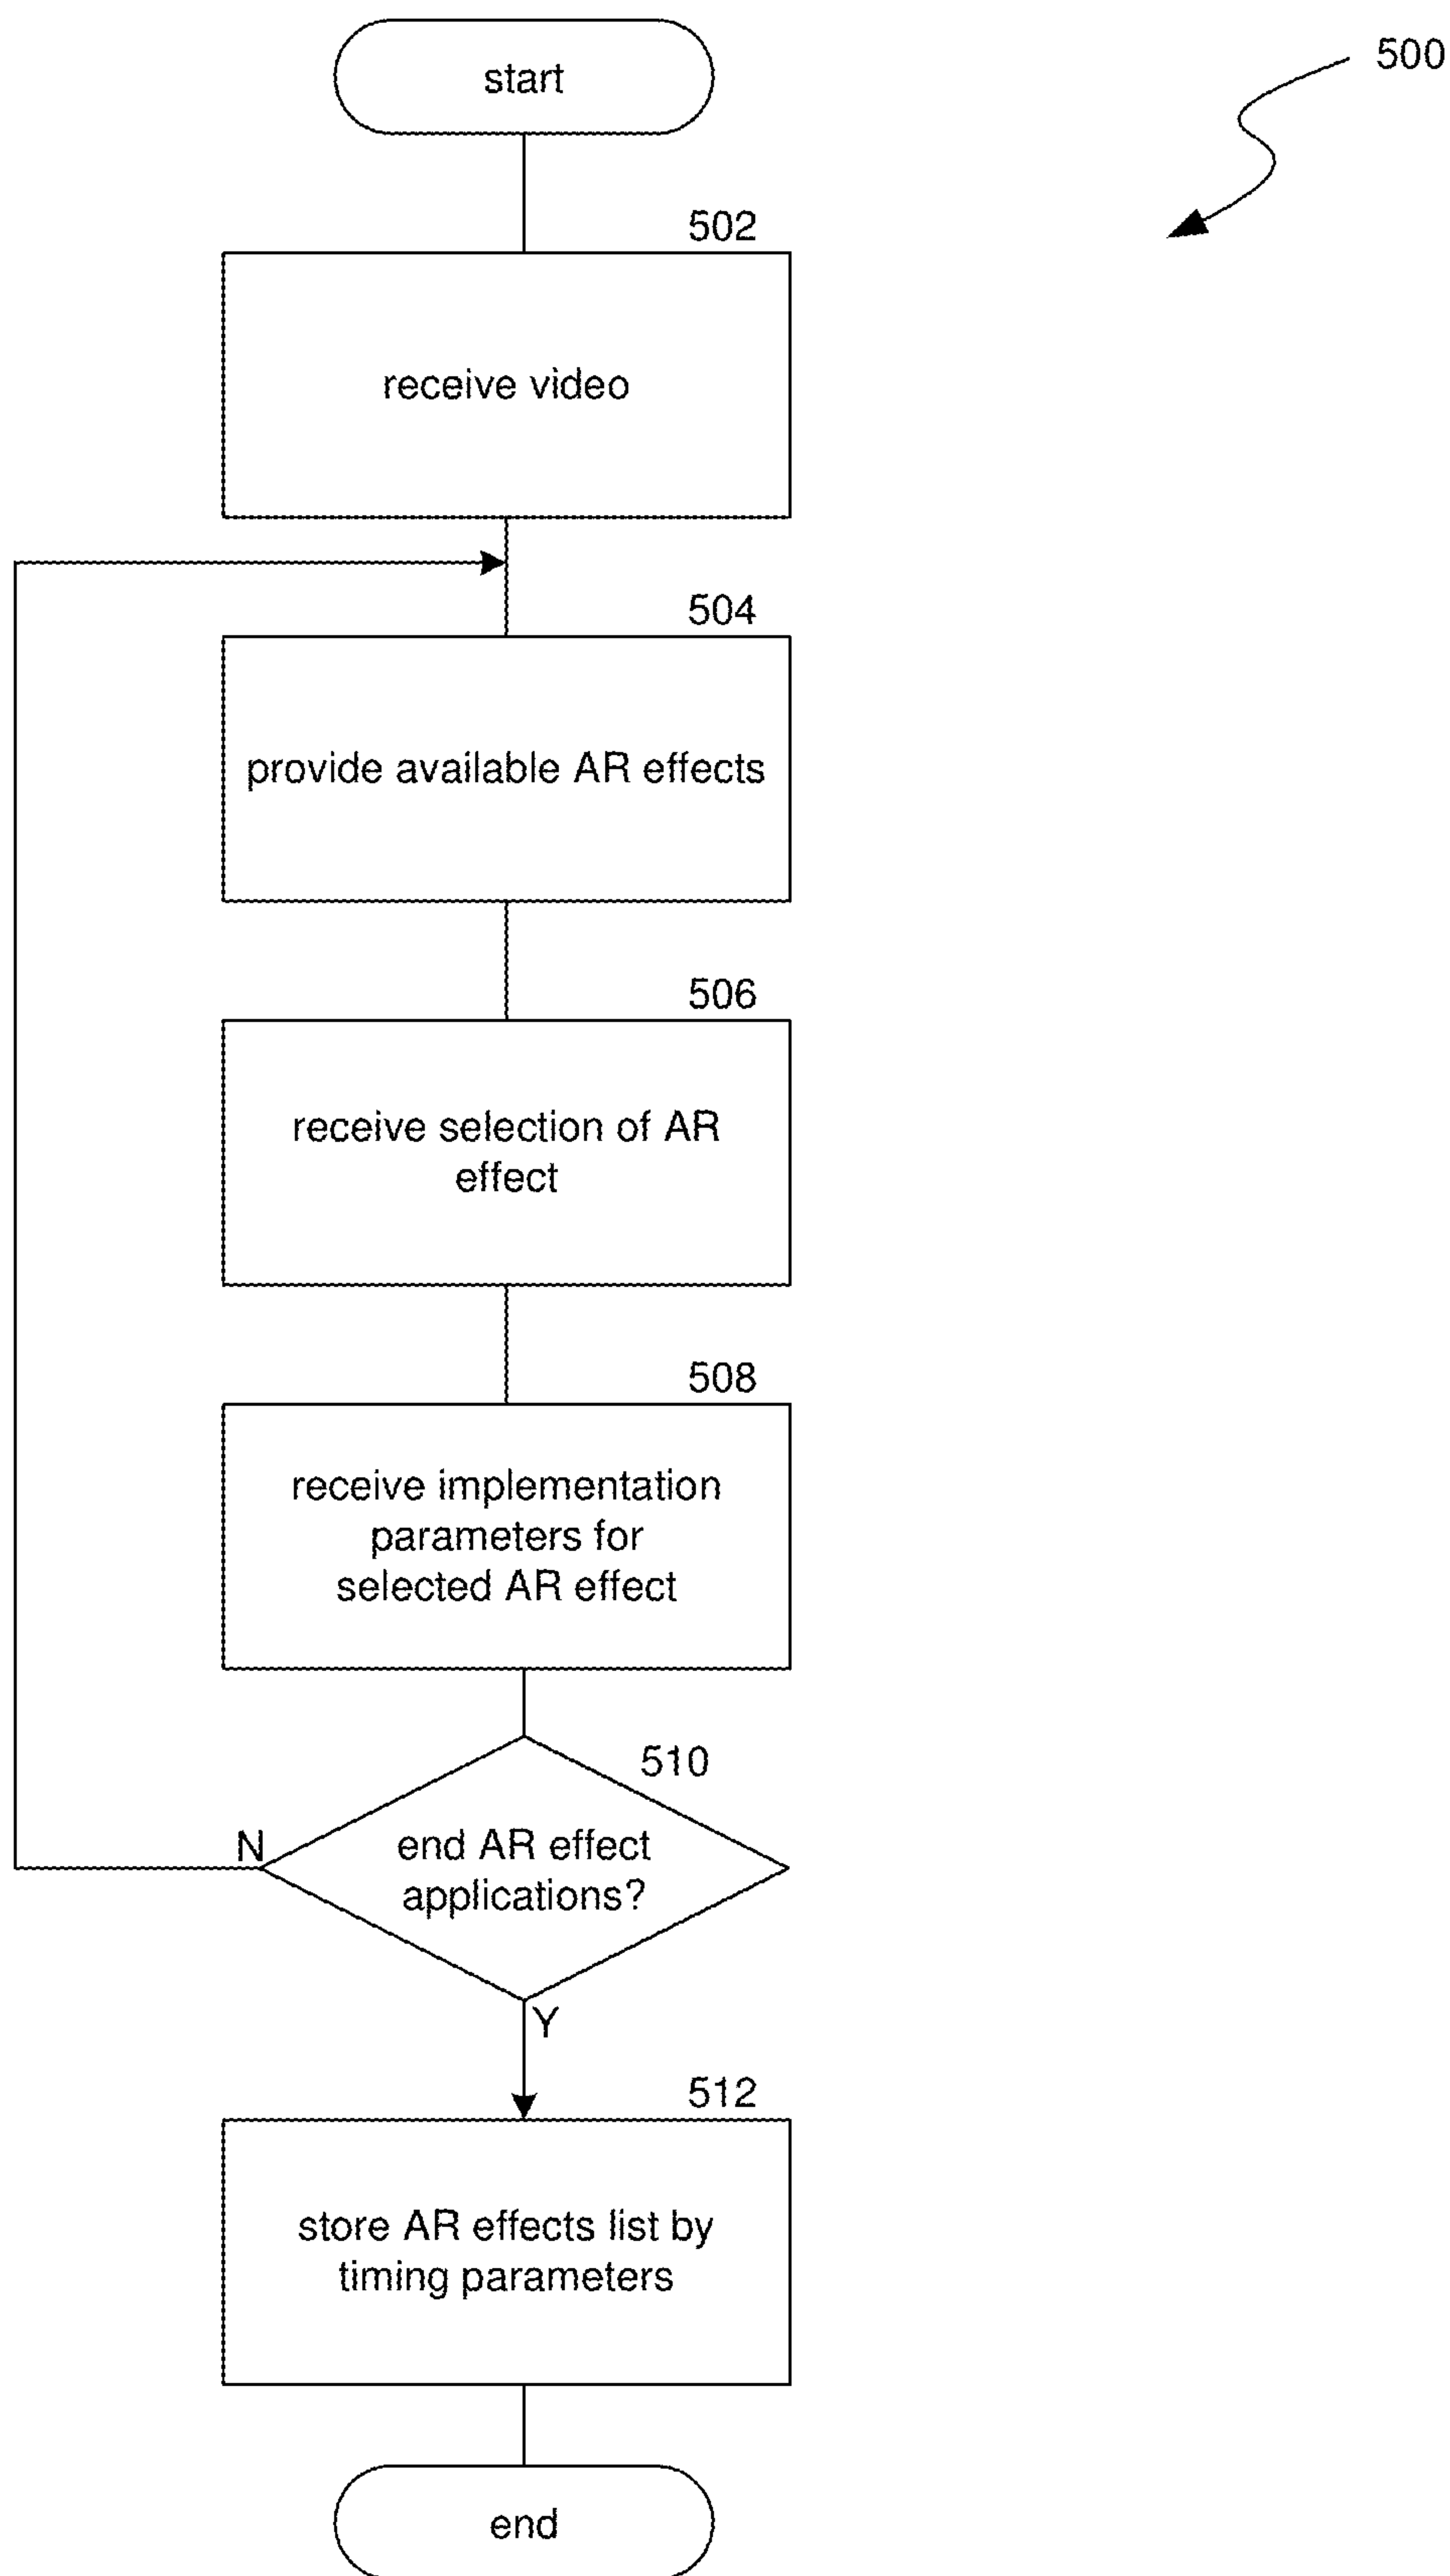 start
500
502
receive video
504
provide available AR effects
506
receive selection of AR
effect
508
receive implementation
parameters for
selected AR effect
510
end AR effect
applications?
N
Y
512
store AR effects list by
timing parameters
end